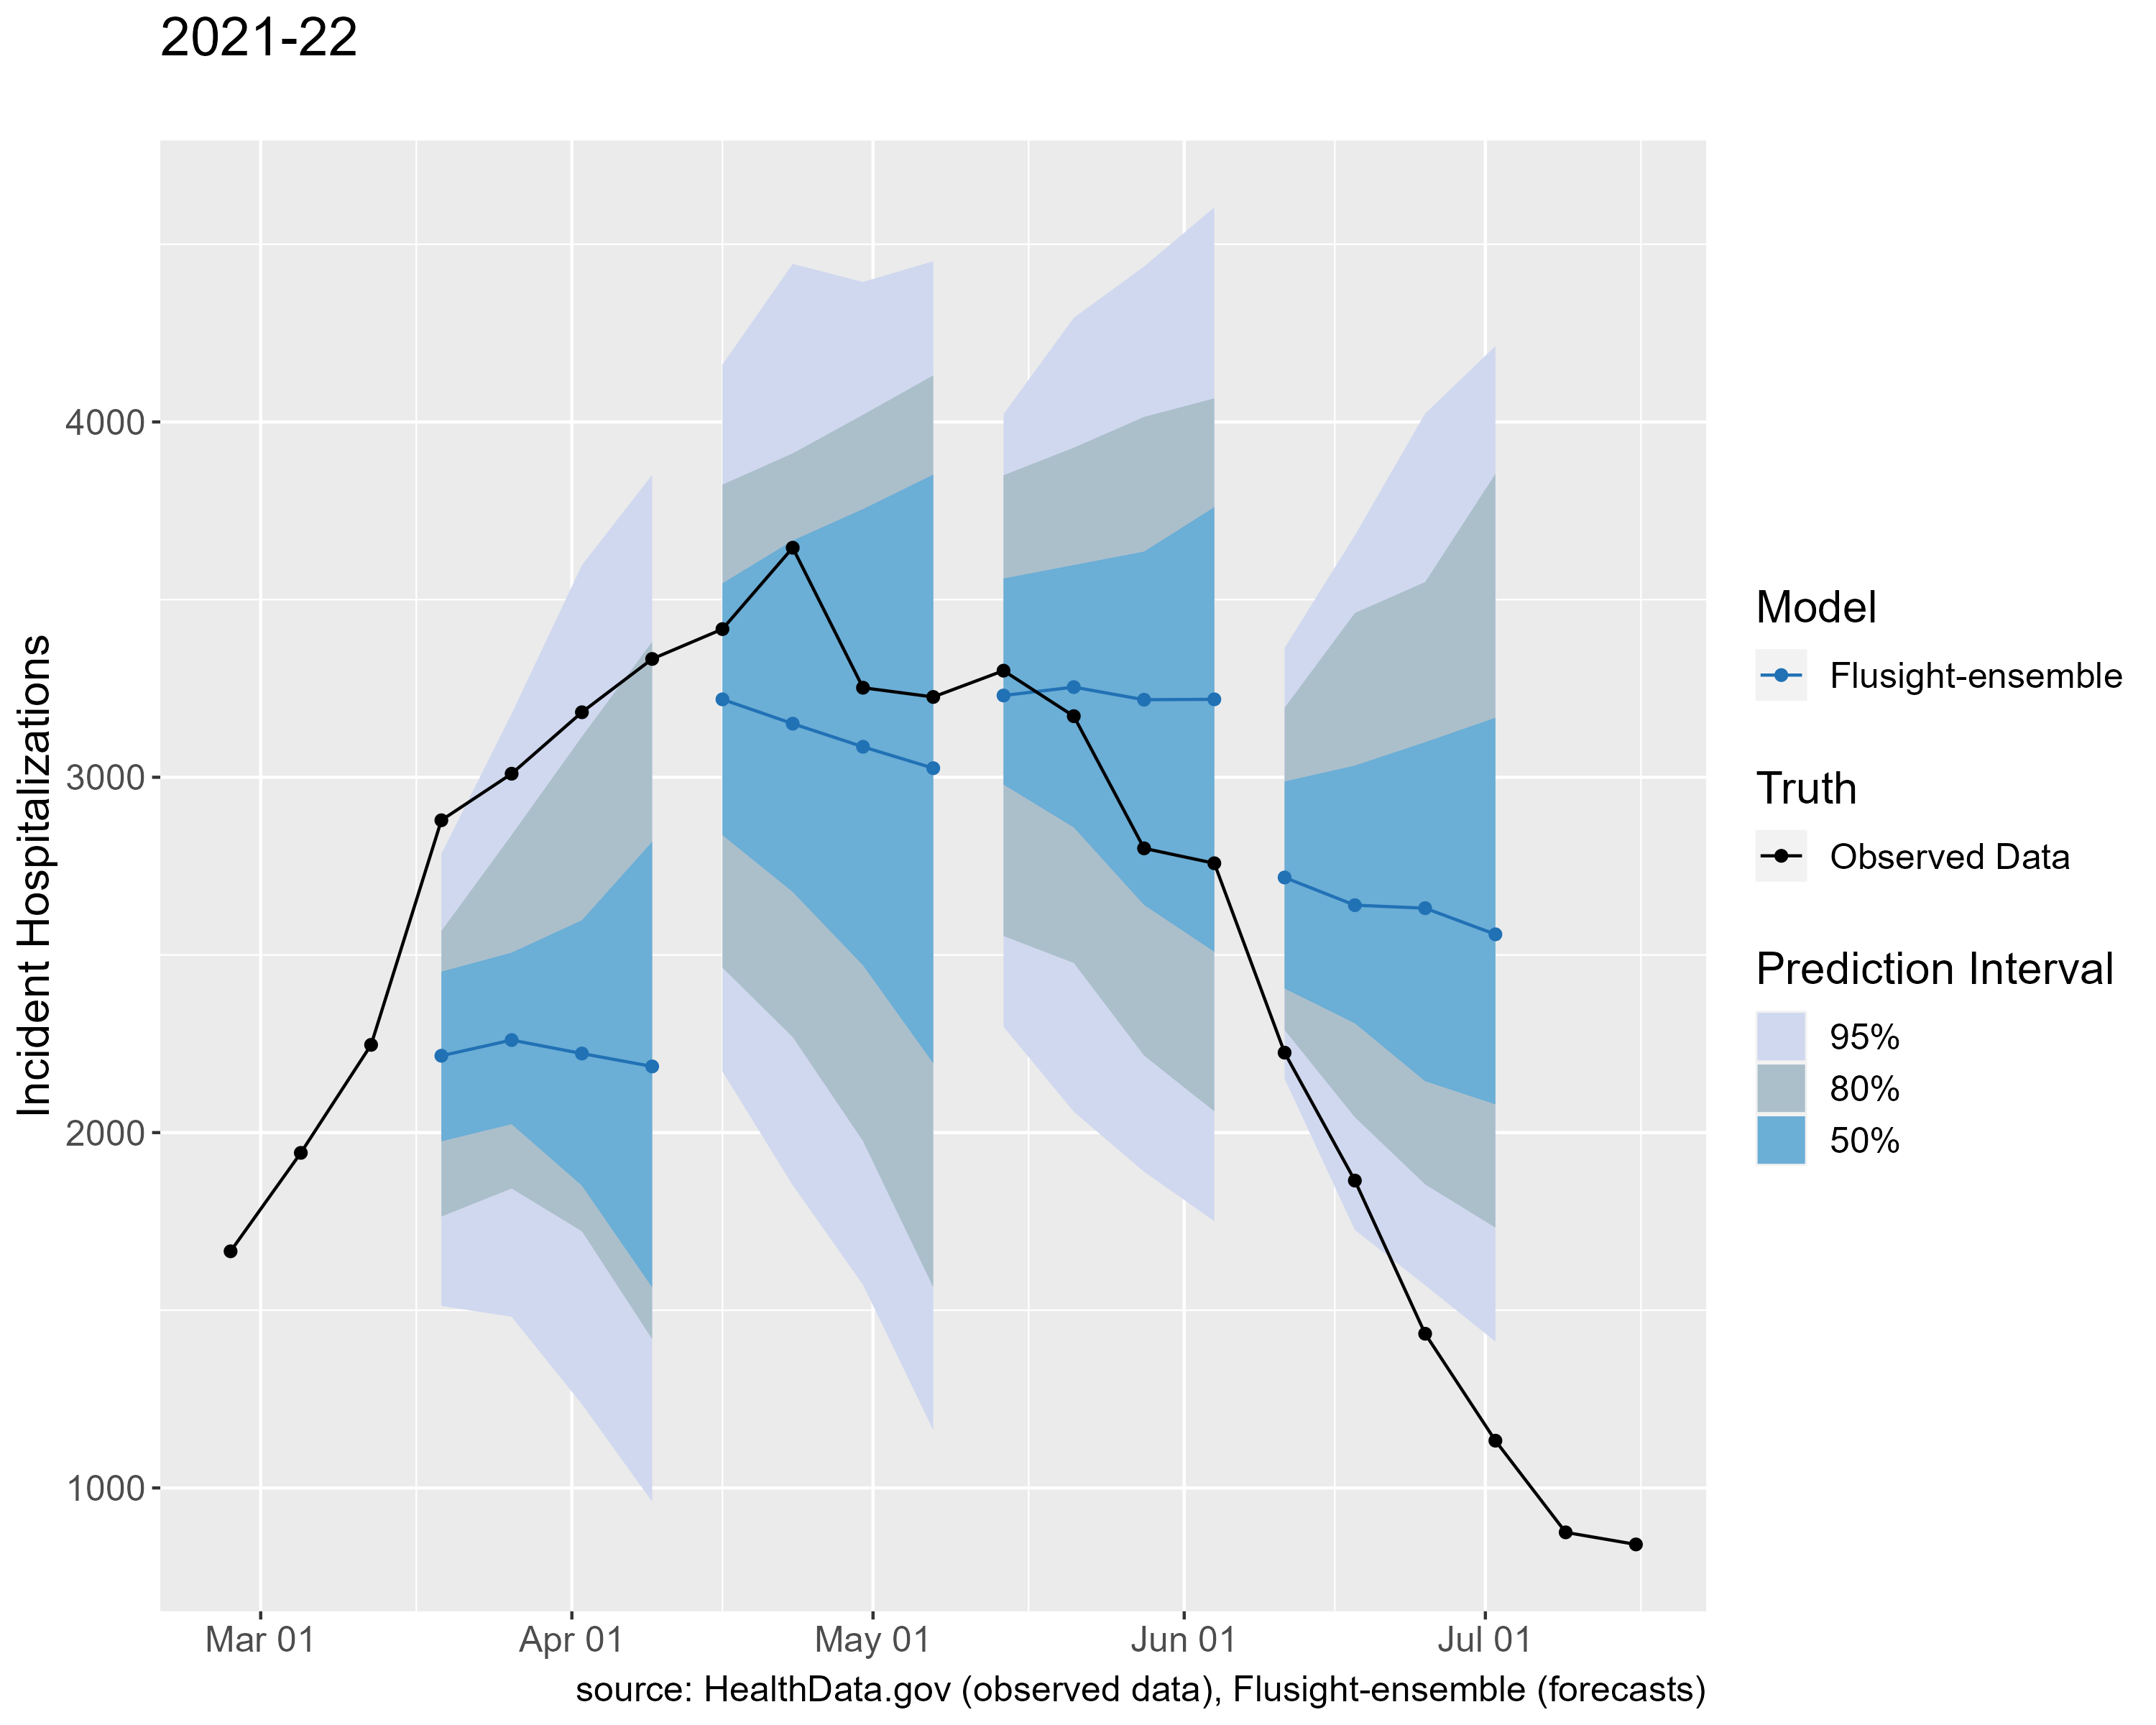 2021-22
Incident Hospitalizations
4000
3000
2000
1000
Mar 01
Apr 01
May 01
Jun 01
Jul 01
source: HealthData.gov (observed data), Flusight-ensemble (forecasts)
Model
Flusight-ensemble
Truth
Observed Data
Prediction Interval
95%
80%
50%